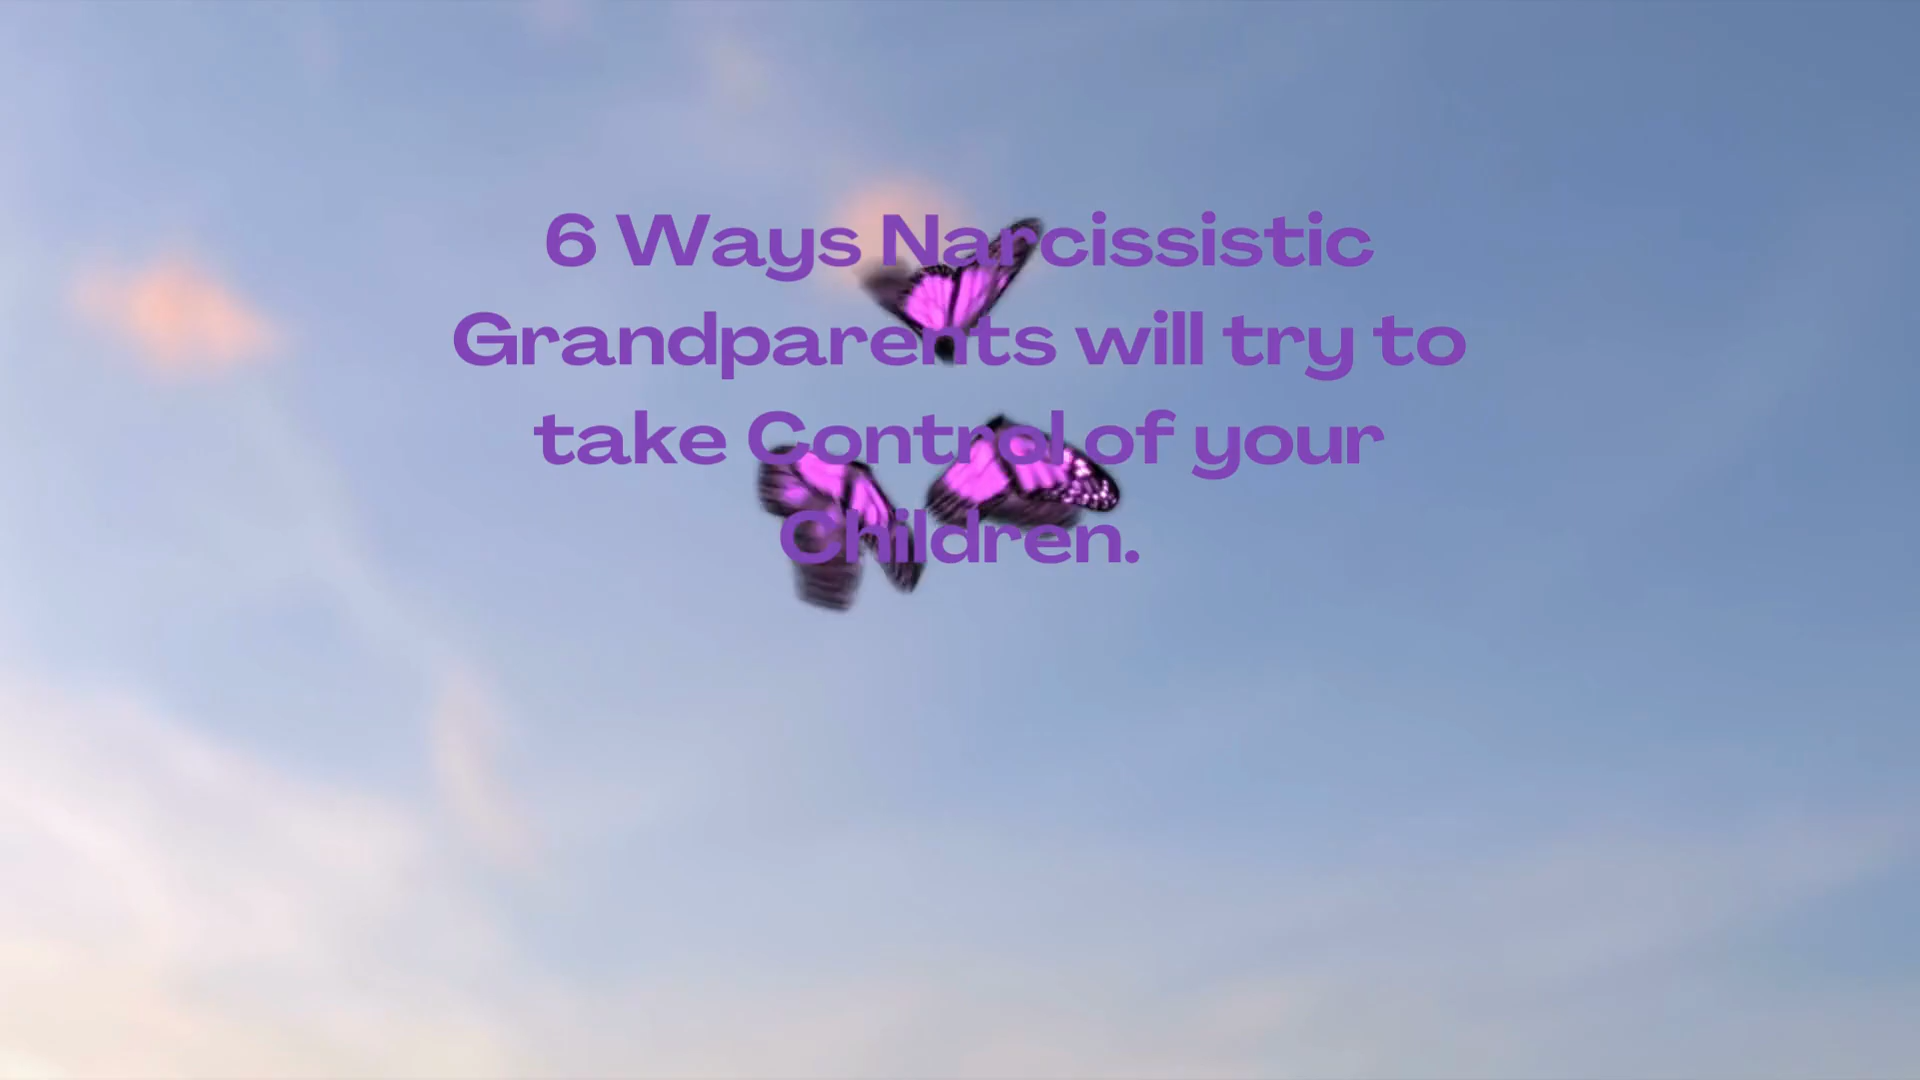 6 Ways Narcissistic
Grandparents will try to
take Control of your
Children.